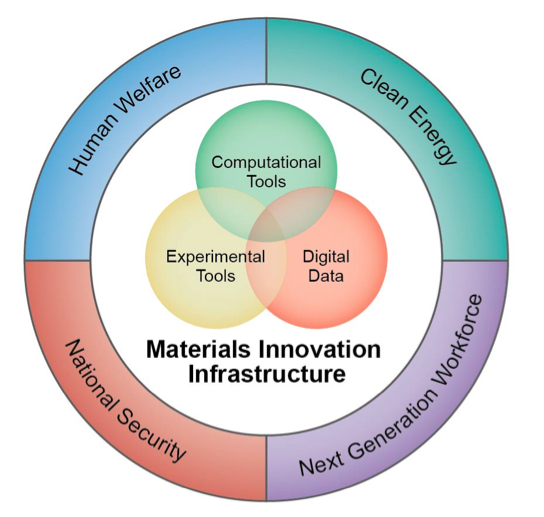 Human Welfare
Clean Energy
Computational
Tools
Experimental
Tools
Digital
Data
Materials Innovation
Infrastructure
National Security
Next Generation Workforce